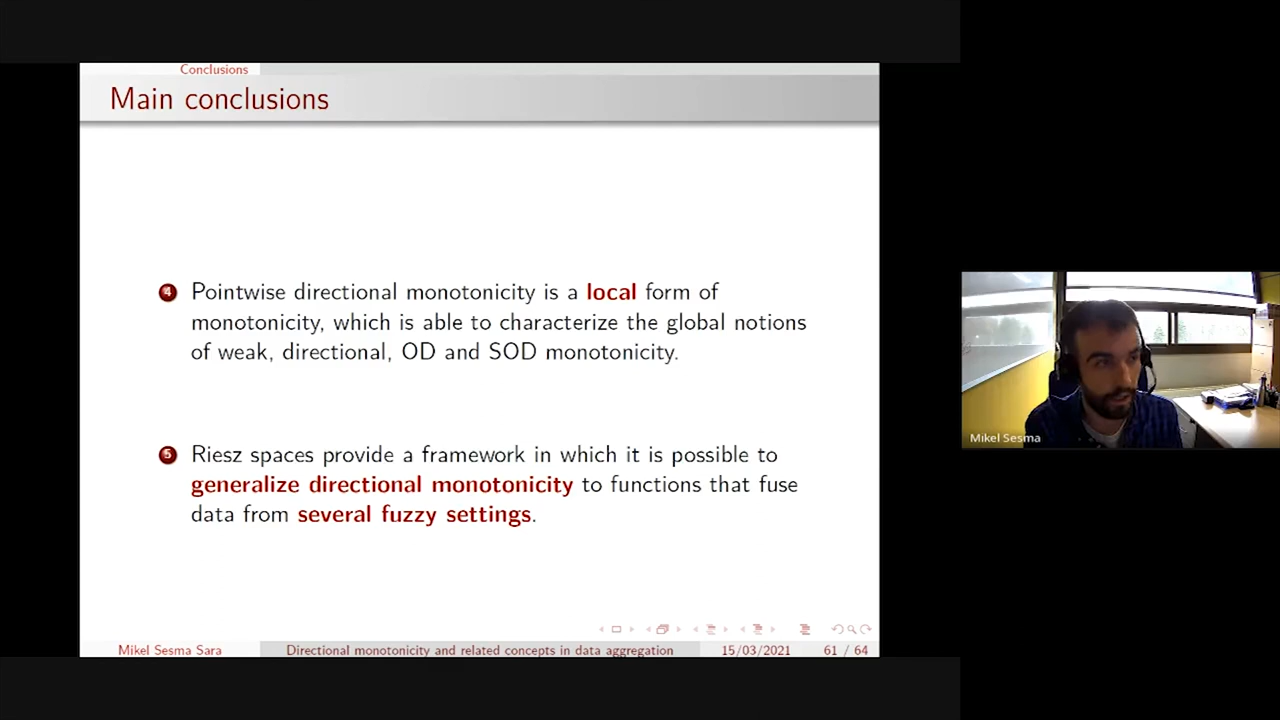 Conclusions
Main conclusions
4 Pointwise directional monotonicity is a local form of
monotonicity, which is able to characterize the global notions
of weak, directional, OD and SOD monotonicity.
5 Riesz spaces provide a framework in which it is possible to
generalize directional monotonicity to functions that fuse
data from several fuzzy settings.
Mikel Sesma
Mikel Sesma Sara Directional monotonicity and related concepts in data aggregation 15/03/2021 61 / 64